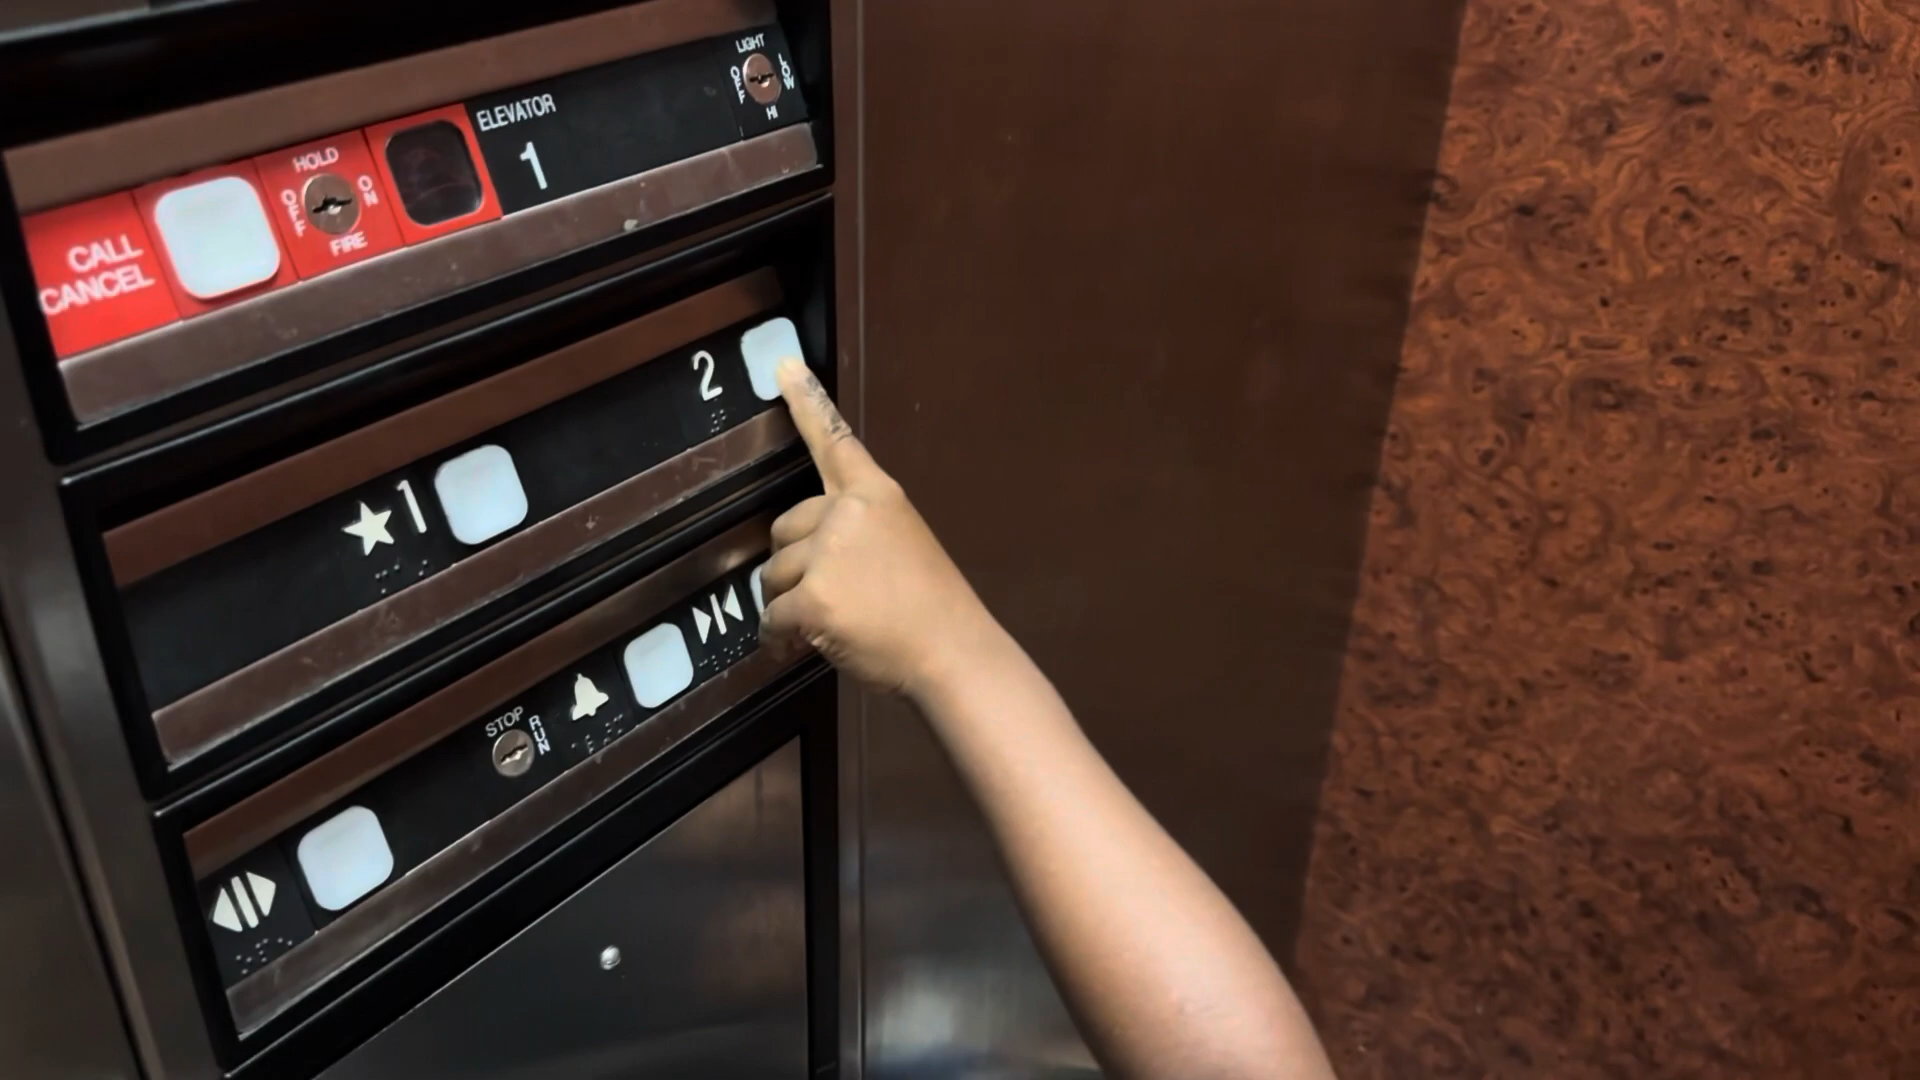 LIGHT
OFF
LOW
HI
ELEVATOR
1
HOLD
OFF
ON
FIRE
CALL
CANCEL
2
★1
STOP
RUN